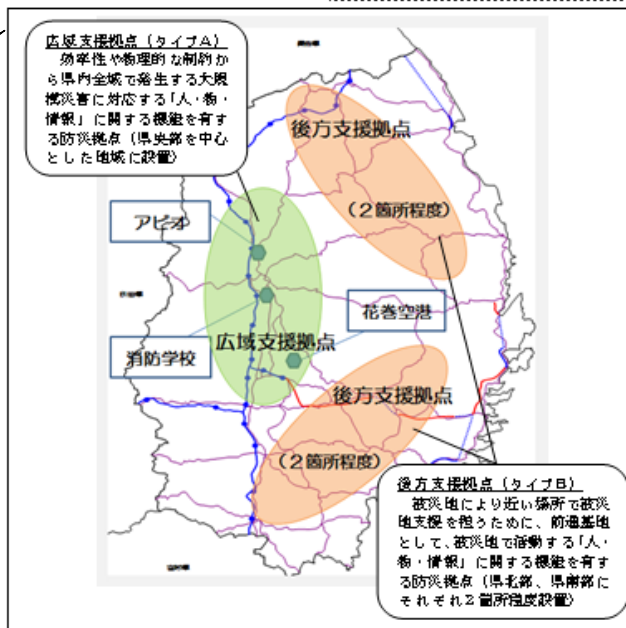 広域支援拠点（タイプA）
効率性や物理的な制約か
ら県内全域で発生する大規
模災害に対応する「人・物・
情報」に関する機能を有す
る防災拠点（県央部を中心
とした地域に設置）
後方支援拠点
（２箇所程度）
アピオ
消防学校
花巻空港
広域支援拠点
後方支援拠点
（２箇所程度）
後方支援拠点（タイプB）
被災地により近い場所で被災
地支援を担うために、前進基地
として、被災地で活動する「人・
物・情報」に関する機能を有す
る防災拠点（県北部、県南部に
それぞれ２箇所程度設置）